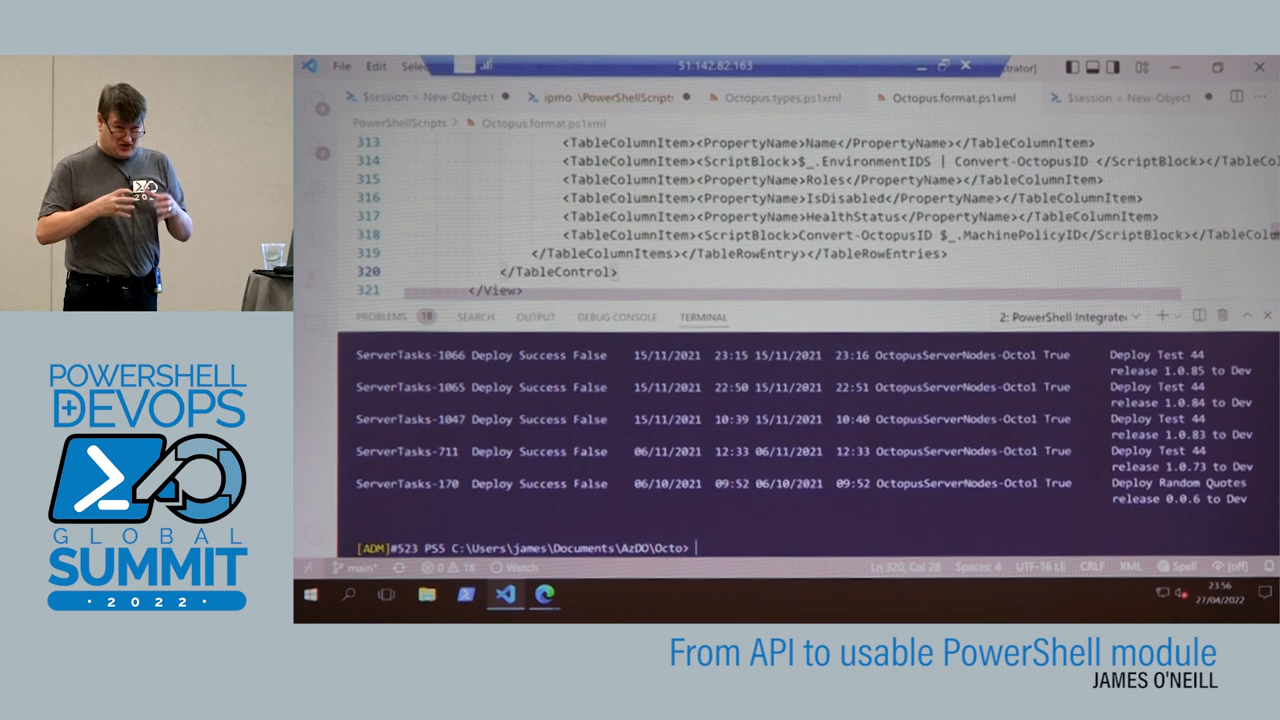 File Edit Selec
51.142.82.163
strator]
$session = New-Object I
ipmo .\PowerShellScripts
Octopus.types.ps1xml
Octopus.format.ps1xml
$session = New-Object
PowerShellScripts > Octopus.format.ps1xml
313 <TableColumnItem><PropertyName>Name</PropertyName></TableColumnItem>
314 <TableColumnItem><ScriptBlock>$_.EnvironmentIDS | Convert-OctopusID </ScriptBlock></TableCo
315 <TableColumnItem><PropertyName>Roles</PropertyName></TableColumnItem>
316 <TableColumnItem><PropertyName>IsDisabled</PropertyName></TableColumnItem>
317 <TableColumnItem><PropertyName>HealthStatus</PropertyName></TableColumnItem>
318 <TableColumnItem><ScriptBlock>Convert-OctopusID $_.MachinePolicyID</ScriptBlock></TableColum
319 </TableColumnItems></TableRowEntry></TableRowEntries>
320 </TableControl>
321 </View>
PROBLEMS 18 SEARCH OUTPUT DEBUG CONSOLE TERMINAL 2: PowerShell Integrate
ServerTasks-1066 Deploy Success False 15/11/2021 23:15 15/11/2021 23:16 OctopusServerNodes-Octo1 True Deploy Test 44
release 1.0.85 to Dev
ServerTasks-1065 Deploy Success False 15/11/2021 22:50 15/11/2021 22:51 OctopusServerNodes-Octo1 True Deploy Test 44
release 1.0.84 to Dev
ServerTasks-1047 Deploy Success False 15/11/2021 10:39 15/11/2021 10:40 OctopusServerNodes-Octo1 True Deploy Test 44
release 1.0.83 to Dev
ServerTasks-711 Deploy Success False 06/11/2021 12:33 06/11/2021 12:33 OctopusServerNodes-Octo1 True Deploy Test 44
release 1.0.73 to Dev
ServerTasks-170 Deploy Success False 06/10/2021 09:52 06/10/2021 09:52 OctopusServerNodes-Octo1 True Deploy Random Quotes
release 0.0.6 to Dev
[ADM]#523 PS5 C:\Users\james\Documents\AzDO\Octo>
main* 0 18 Watch Ln 320, Col 28 Spaces: 4 UTF-16 LE CRLF XML Spell [off]
23:56
27/04/2022
POWERSHELL
+ DEVOPS
GLOBAL
SUMMIT
· 2022 ·
From API to usable PowerShell module
JAMES O'NEILL